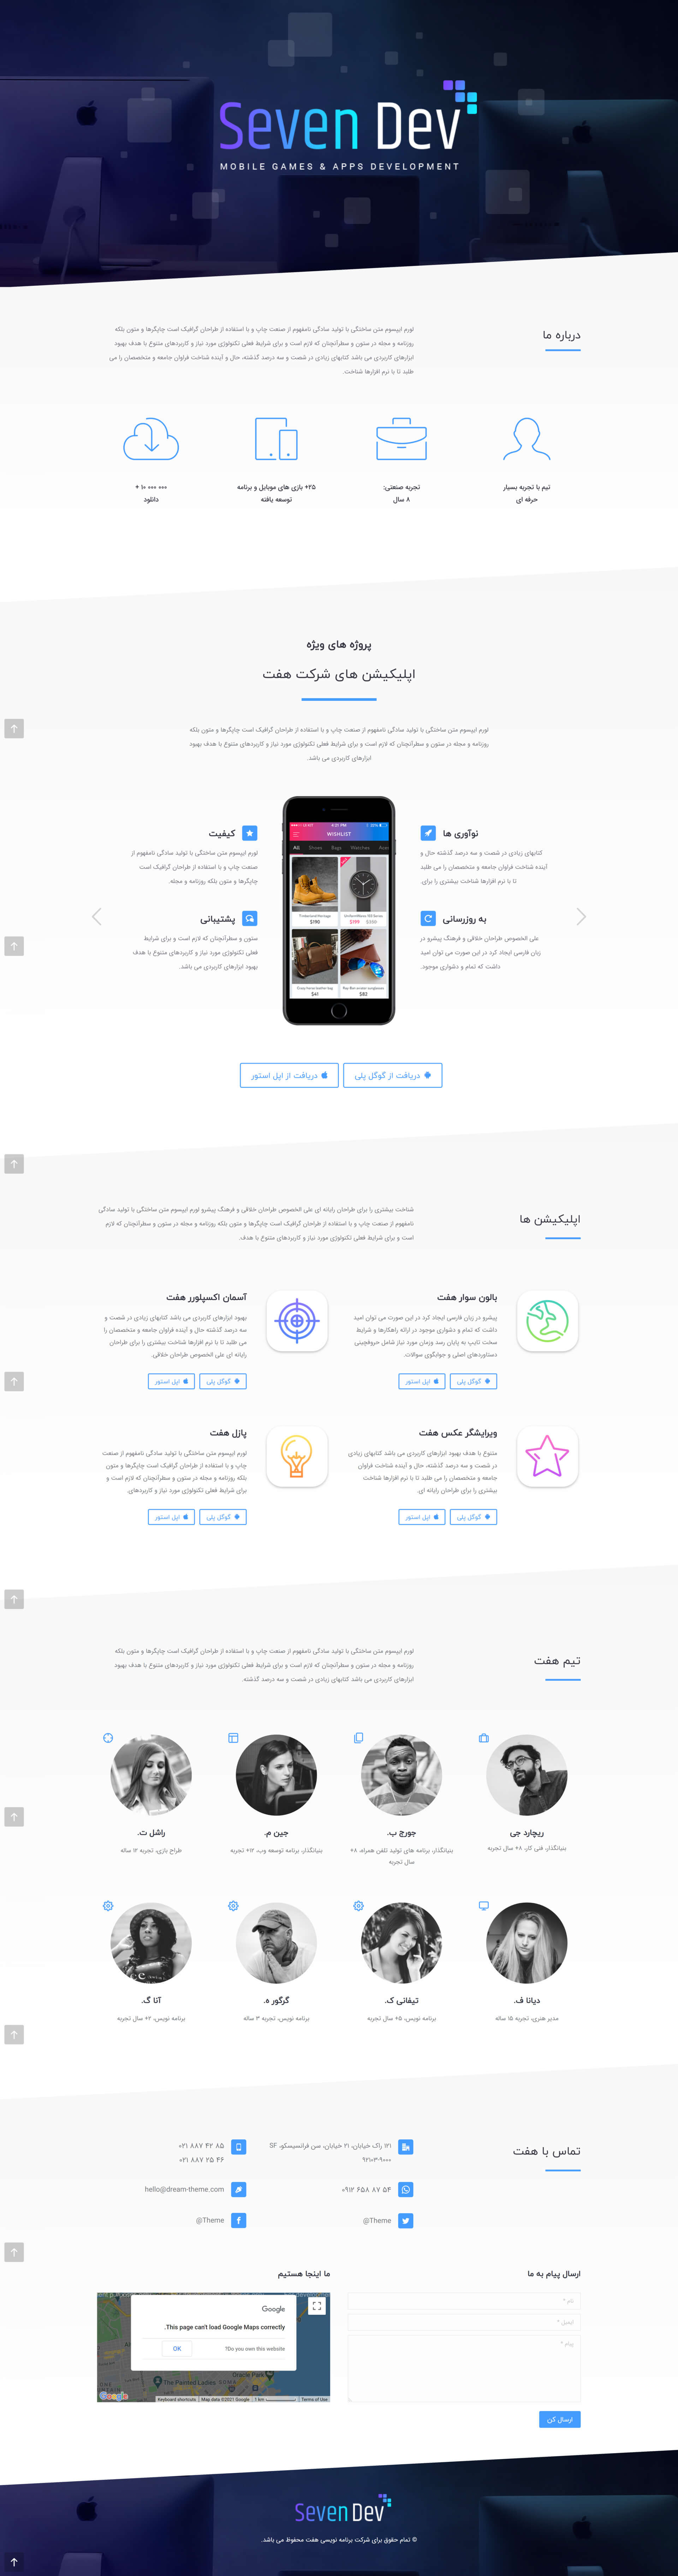 Seven Dev
MOBILE GAMES & APPS DEVELOPMENT
درباره ما
لورم ایپسوم متن ساختگی با تولید سادگی نامفهوم از صنعت چاپ و با استفاده از طراحان گرافیک است چاپگرها و متون بلکه
روزنامه و مجله در ستون و سطرآنچنان که لازم است و برای شرایط فعلی تکنولوژی مورد نیاز و کاربردهای متنوع با هدف بهبود
ابزارهای کاربردی می باشد کتابهای زیادی در شصت و سه درصد گذشته، حال و آینده شناخت فراوان جامعه و متخصصان را می
طلبد تا با نرم افزارها شناخت.
تیم با تجربه بسیار
حرفه ای
تجربه صنعتی:
۸ سال
۲۵+ بازی های موبایل و برنامه
توسعه یافته
۱۰ ۰۰۰ ۰۰۰ +
دانلود
پروژه های ویژه
اپلیکیشن های شرکت هفت
لورم ایپسوم متن ساختگی با تولید سادگی نامفهوم از صنعت چاپ و با استفاده از طراحان گرافیک است چاپگرها و متون بلکه
روزنامه و مجله در ستون و سطرآنچنان که لازم است و برای شرایط فعلی تکنولوژی مورد نیاز و کاربردهای متنوع با هدف بهبود
ابزارهای کاربردی می باشد.
نوآوری ها
کتابهای زیادی در شصت و سه درصد گذشته حال و
آینده شناخت فراوان جامعه و متخصصان را می طلبد
تا با نرم افزارها شناخت بیشتری را برای.
به روزرسانی
علی الخصوص طراحان خلاقی و فرهنگ پیشرو در
زبان فارسی ایجاد کرد در این صورت می توان امید
داشت که تمام و دشواری موجود.
4:21 PM
WISHLIST
All Shoes Bags Watches
Timberland Heritage
$190
$199
Crazy horse leather bag
$41
Ray Ban aviator sunglasses
$82
کیفیت
لورم ایپسوم متن ساختگی با تولید سادگی نامفهوم از
صنعت چاپ و با استفاده از طراحان گرافیک است
چاپگرها و متون بلکه روزنامه و مجله.
پشتیبانی
ستون و سطرآنچنان که لازم است و برای شرایط
فعلی تکنولوژی مورد نیاز و کاربردهای متنوع با هدف
بهبود ابزارهای کاربردی می باشد.
دریافت از گوگل پلی
دریافت از اپل استور
اپلیکیشن ها
شناخت بیشتری را برای طراحان رایانه ای علی الخصوص طراحان خلاقی و فرهنگ پیشرو لورم ایپسوم متن ساختگی با تولید سادگی
نامفهوم از صنعت چاپ و با استفاده از طراحان گرافیک است چاپگرها و متون بلکه روزنامه و مجله در ستون و سطرآنچنان که لازم
است و برای شرایط فعلی تکنولوژی مورد نیاز و کاربردهای متنوع با هدف.
بالون سوار هفت
پیشرو در زبان فارسی ایجاد کرد در این صورت می توان امید
داشت که تمام و دشواری موجود در ارائه راهکارها و شرایط
سخت تایپ به پایان رسد وزمان مورد نیاز شامل حروفچینی
دستاوردهای اصلی و جوابگوی سوالات.
گوگل پلی
اپل استور
آسمان اکسپلورر هفت
بهبود ابزارهای کاربردی می باشد کتابهای زیادی در شصت و
سه درصد گذشته حال و آینده فراوان جامعه و متخصصان را
می طلبد تا با نرم افزارها شناخت بیشتری را برای طراحان
رایانه ای علی الخصوص طراحان خلاقی.
گوگل پلی
اپل استور
ویرایشگر عکس هفت
متنوع با هدف بهبود ابزارهای کاربردی می باشد کتابهای زیادی
در شصت و سه درصد گذشته، حال و آینده شناخت فراوان
جامعه و متخصصان را می طلبد تا با نرم افزارها شناخت
بیشتری را برای طراحان رایانه ای.
گوگل پلی
اپل استور
پازل هفت
لورم ایپسوم متن ساختگی با تولید سادگی نامفهوم از صنعت
چاپ و با استفاده از طراحان گرافیک است چاپگرها و متون
بلکه روزنامه و مجله در ستون و سطرآنچنان که لازم است و
برای شرایط فعلی تکنولوژی مورد نیاز و کاربردهای.
گوگل پلی
اپل استور
تیم هفت
لورم ایپسوم متن ساختگی با تولید سادگی نامفهوم از صنعت چاپ و با استفاده از طراحان گرافیک است چاپگرها و متون بلکه
روزنامه و مجله در ستون و سطرآنچنان که لازم است و برای شرایط فعلی تکنولوژی مورد نیاز و کاربردهای متنوع با هدف بهبود
ابزارهای کاربردی می باشد کتابهای زیادی در شصت و سه درصد گذشته.
ریچارد جی
بنیانگذار، فنی کار، ۸+ سال تجربه
جورج ب.
بنیانگذار، برنامه های تولید تلفن همراه، ۸+
سال تجربه
جین م.
بنیانگذار، برنامه توسعه وب، ۱۲+ تجربه
راشل ت.
طراح بازی، تجربه ۱۲ ساله
دیانا ف.
مدیر هنری، تجربه ۱۵ ساله
تیفانی ک.
برنامه نویس، ۵+ سال تجربه
گرگور ه.
برنامه نویس، تجربه ۳ ساله
آنا گ.
برنامه نویس، ۲+ سال تجربه
تماس با هفت
۱۲۱ راک خیابان، ۲۱ خیابان، سن فرانسیسکو، SF
۹۲۱۰۳-۹۰۰۰
۰۲۱ ۸۸۷ ۴۲ ۸۵
۰۲۱ ۸۸۷ ۲۵ ۴۶
۰۹۱۲ ۶۵۸ ۸۷ ۵۴
hello@dream-theme.com
@Theme
@Theme
ارسال پیام به ما
نام *
ایمیل *
پیام *
ارسال کن
ما اینجا هستیم
Google
This page can't load Google Maps correctly.
Do you own this website?
OK
Gracie Park
The Painted Ladies
SOMA
Google
Keyboard shortcuts
Map data ©2021 Google
1 km
Terms of Use
Seven Dev
© تمام حقوق برای شرکت برنامه نویسی هفت محفوظ می باشد.